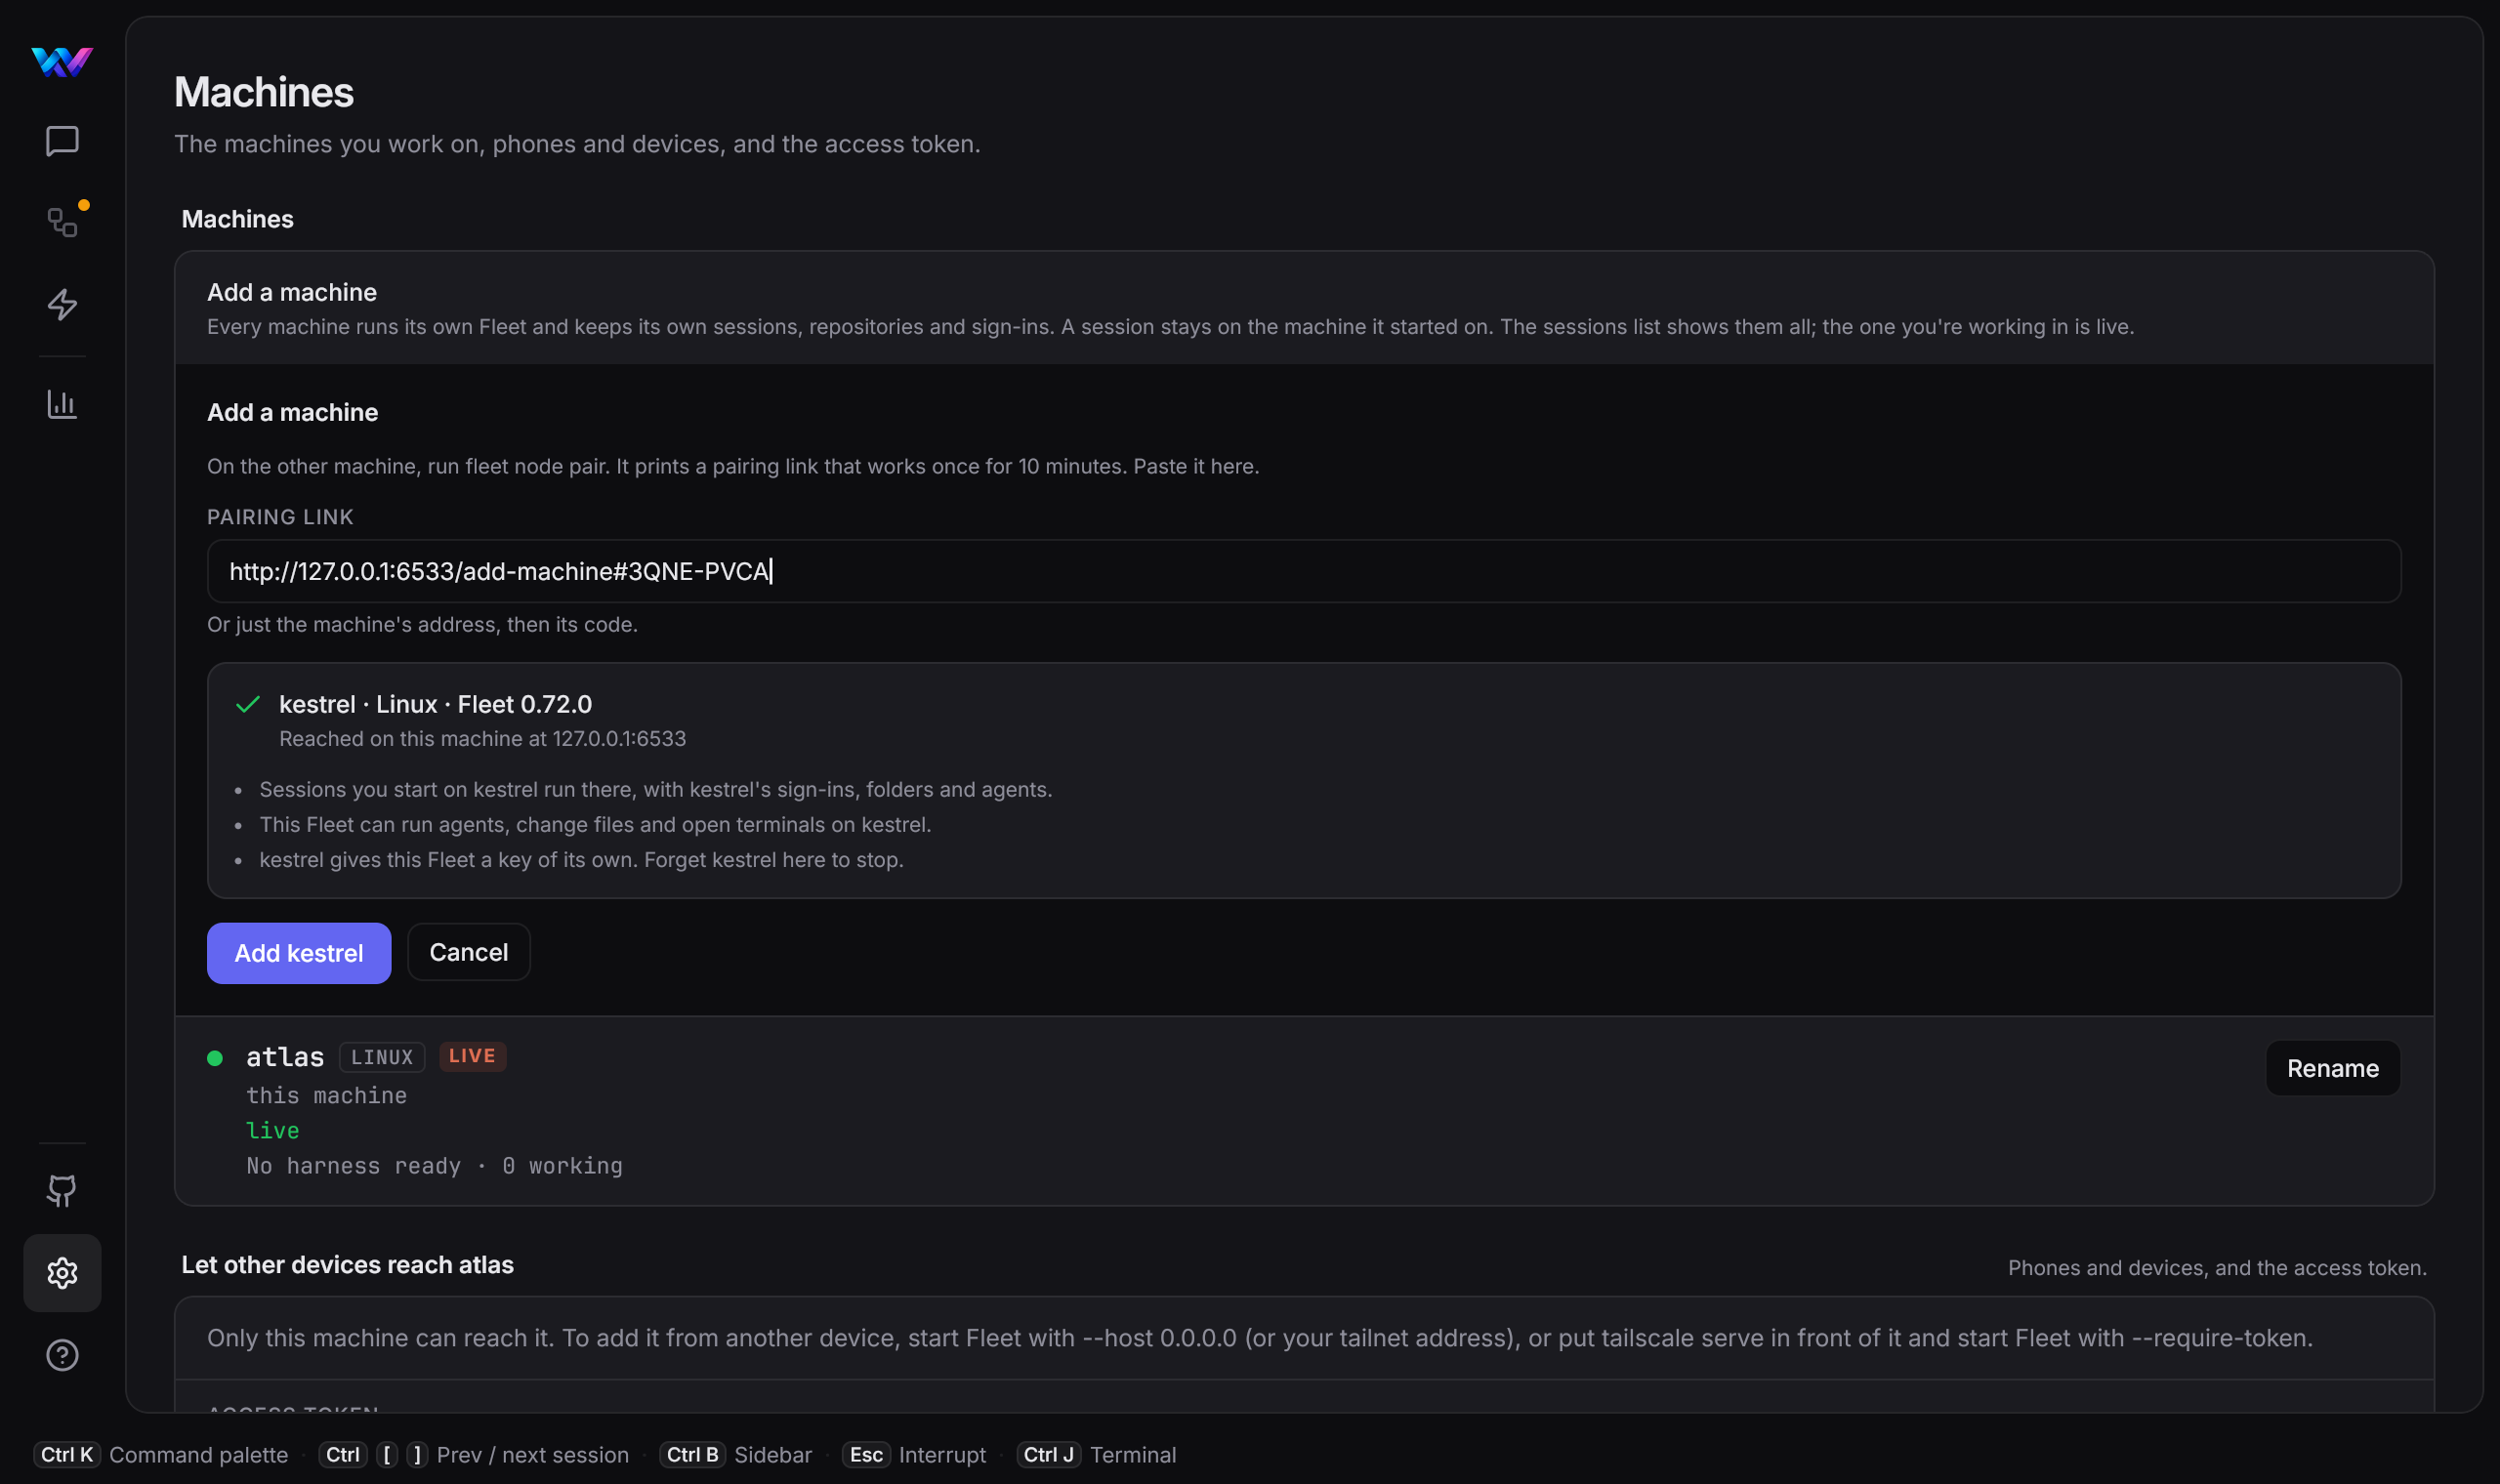 Machines
The machines you work on, phones and devices, and the access token.
Machines
Add a machine
Every machine runs its own Fleet and keeps its own sessions, repositories and sign-ins. A session stays on the machine it started on. The sessions list shows them all; the one you're working in is live.
Add a machine
On the other machine, run fleet node pair. It prints a pairing link that works once for 10 minutes. Paste it here.
PAIRING LINK
http://127.0.0.1:6533/add-machine#3QNE-PVCA
Or just the machine's address, then its code.
kestrel · Linux · Fleet 0.72.0
Reached on this machine at 127.0.0.1:6533
• Sessions you start on kestrel run there, with kestrel's sign-ins, folders and agents.
• This Fleet can run agents, change files and open terminals on kestrel.
• kestrel gives this Fleet a key of its own. Forget kestrel here to stop.
Add kestrel Cancel
atlas LINUX LIVE
Rename
this machine
live
No harness ready · 0 working
Let other devices reach atlas
Phones and devices, and the access token.
Only this machine can reach it. To add it from another device, start Fleet with --host 0.0.0.0 (or your tailnet address), or put tailscale serve in front of it and start Fleet with --require-token.
ACCESS TOKEN
Ctrl K Command palette · Ctrl [ ] Prev / next session · Ctrl B Sidebar · Esc Interrupt · Ctrl J Terminal